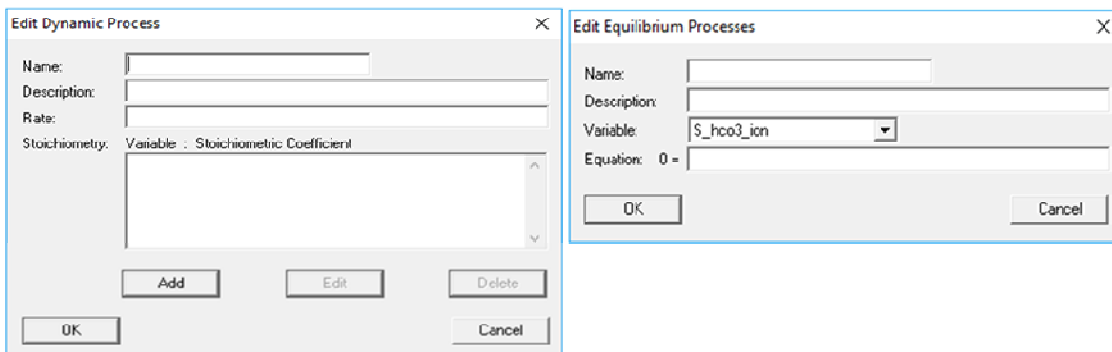 Edit Dynamic Process
Name:
Description:
Rate:
Stoichiometry: Variable : Stoichiometric Coefficient
Add Edit Delete
OK Cancel
Edit Equilibrium Processes
Name:
Description:
Variable: S_hco3_ion
Equation: 0 =
OK Cancel